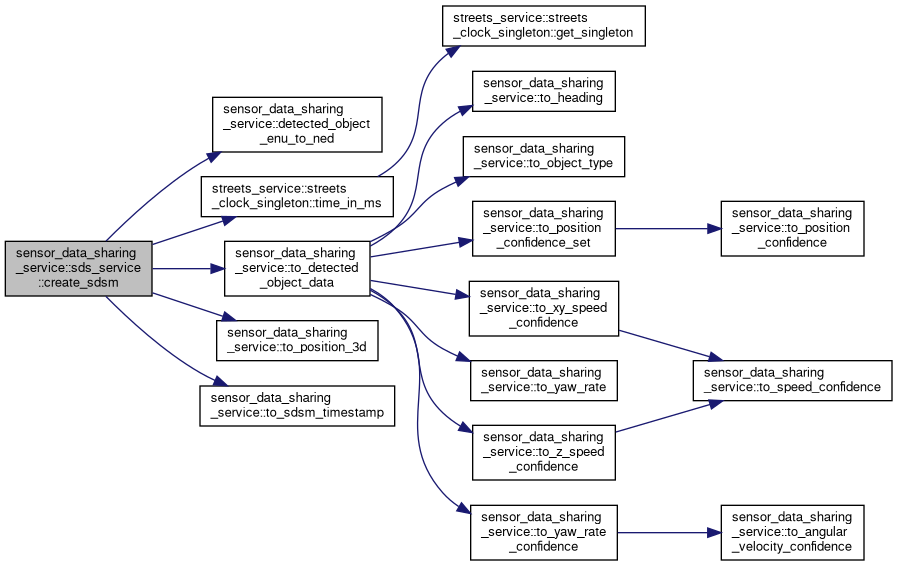 sensor_data_sharing
_service::sds_service
::create_sdsm
sensor_data_sharing
_service::detected_object
_enu_to_ned
streets_service::streets
_clock_singleton::time_in_ms
sensor_data_sharing
_service::to_detected
_object_data
sensor_data_sharing
_service::to_position_3d
sensor_data_sharing
_service::to_sdsm_timestamp
streets_service::streets
_clock_singleton::get_singleton
sensor_data_sharing
_service::to_heading
sensor_data_sharing
_service::to_object_type
sensor_data_sharing
_service::to_position
_confidence_set
sensor_data_sharing
_service::to_xy_speed
_confidence
sensor_data_sharing
_service::to_yaw_rate
sensor_data_sharing
_service::to_z_speed
_confidence
sensor_data_sharing
_service::to_yaw_rate
_confidence
sensor_data_sharing
_service::to_position
_confidence
sensor_data_sharing
_service::to_speed_confidence
sensor_data_sharing
_service::to_angular
_velocity_confidence